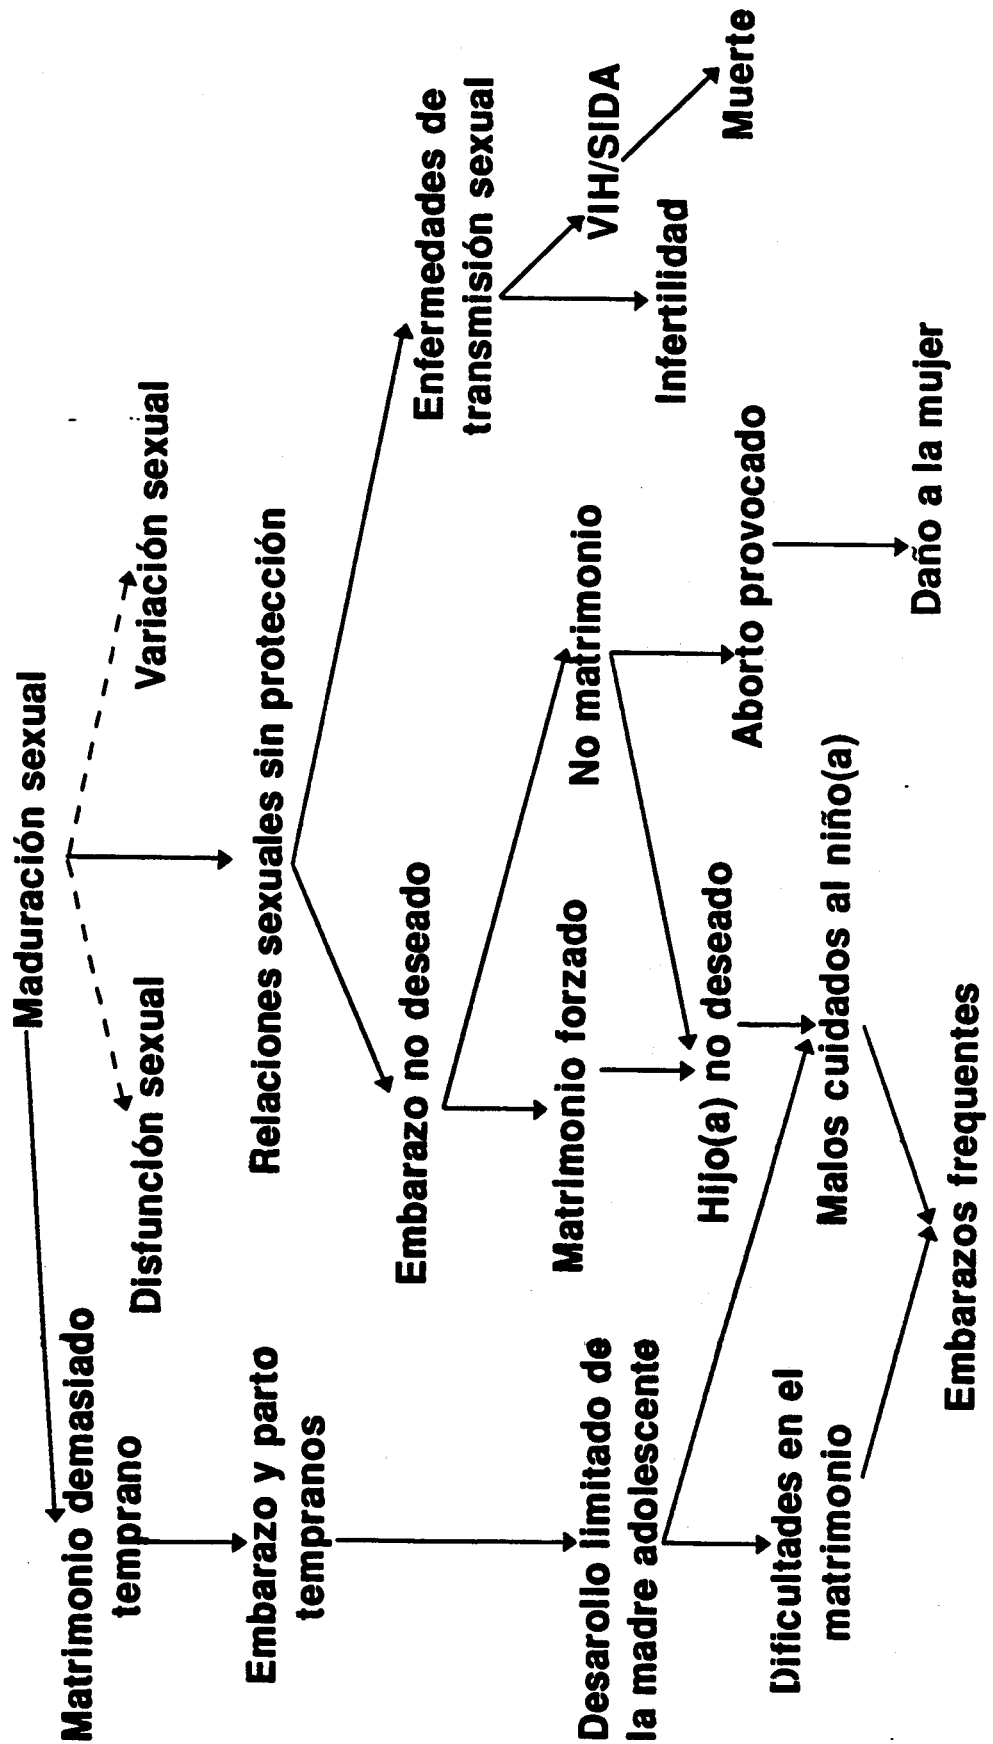 Maduración sexual
Matrimonio demasiado
temprano
Disfunción sexual
Variación sexual
Embarazo y parto
tempranos
Relaciones sexuales sin protección
Embarazo no deseado
Enfermedades de
transmisión sexual
Desarollo limitado de
la madre adolescente
Matrimonio forzado
No matrimonio
VIH/SIDA
Infertilidad
Muerte
Hijo(a) no deseado
Aborto provocado
Dificultades en el
matrimonio
Malos cuidados al niño(a)
Daño a la mujer
Embarazos frequentes